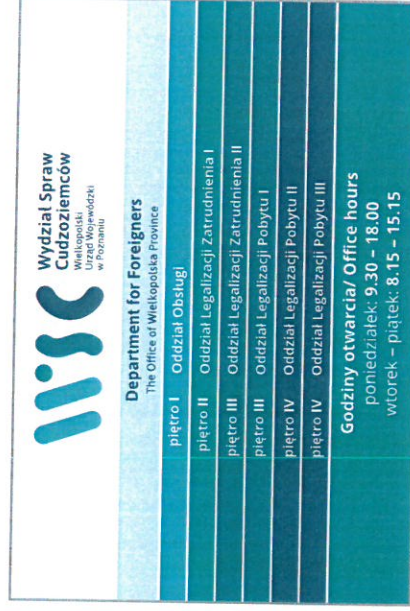 WSC
Wydział Spraw
Cudzoziemców
Wielkopolski
Urząd Wojewódzki
w Poznaniu
Department for Foreigners
The Office of Wielkopolska Province
piętro I Oddział Obsługi
piętro II Oddział Legalizacji Zatrudnienia I
piętro III Oddział Legalizacji Zatrudnienia II
piętro III Oddział Legalizacji Pobytu I
piętro IV Oddział Legalizacji Pobytu II
piętro IV Oddział Legalizacji Pobytu III
Godziny otwarcia/ Office hours
poniedziałek: 9.30 – 18.00
wtorek – piątek: 8.15 – 15.15